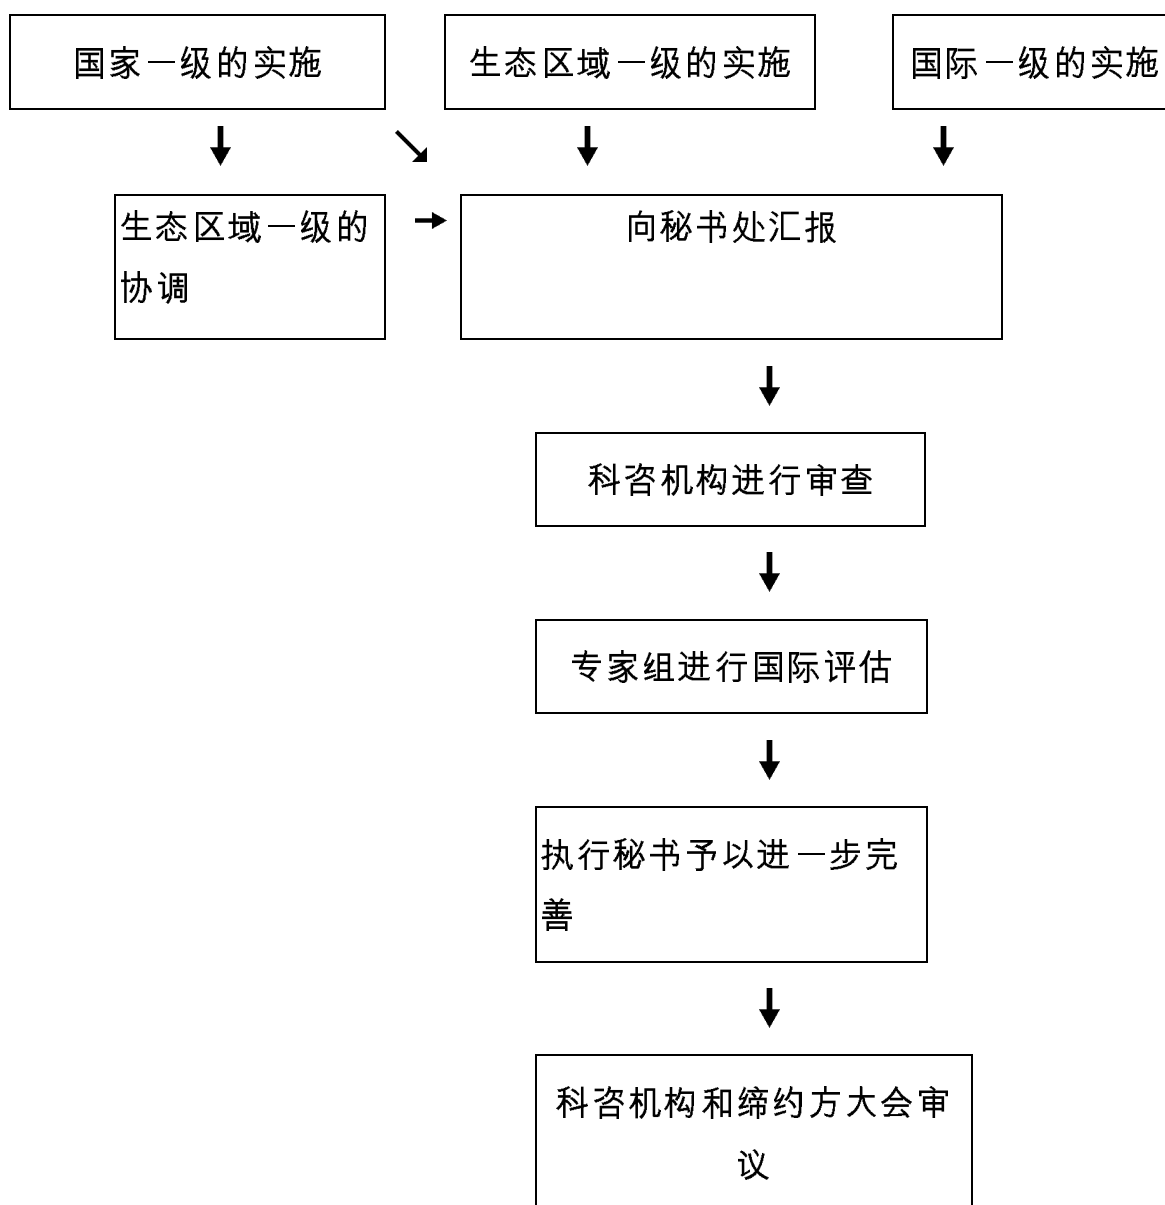 国家一级的实施
生态区域一级的实施
国际一级的实施
生态区域一级的
协调
向秘书处汇报
科咨机构进行审查
专家组进行国际评估
执行秘书予以进一步完
善
科咨机构和缔约方大会审
议